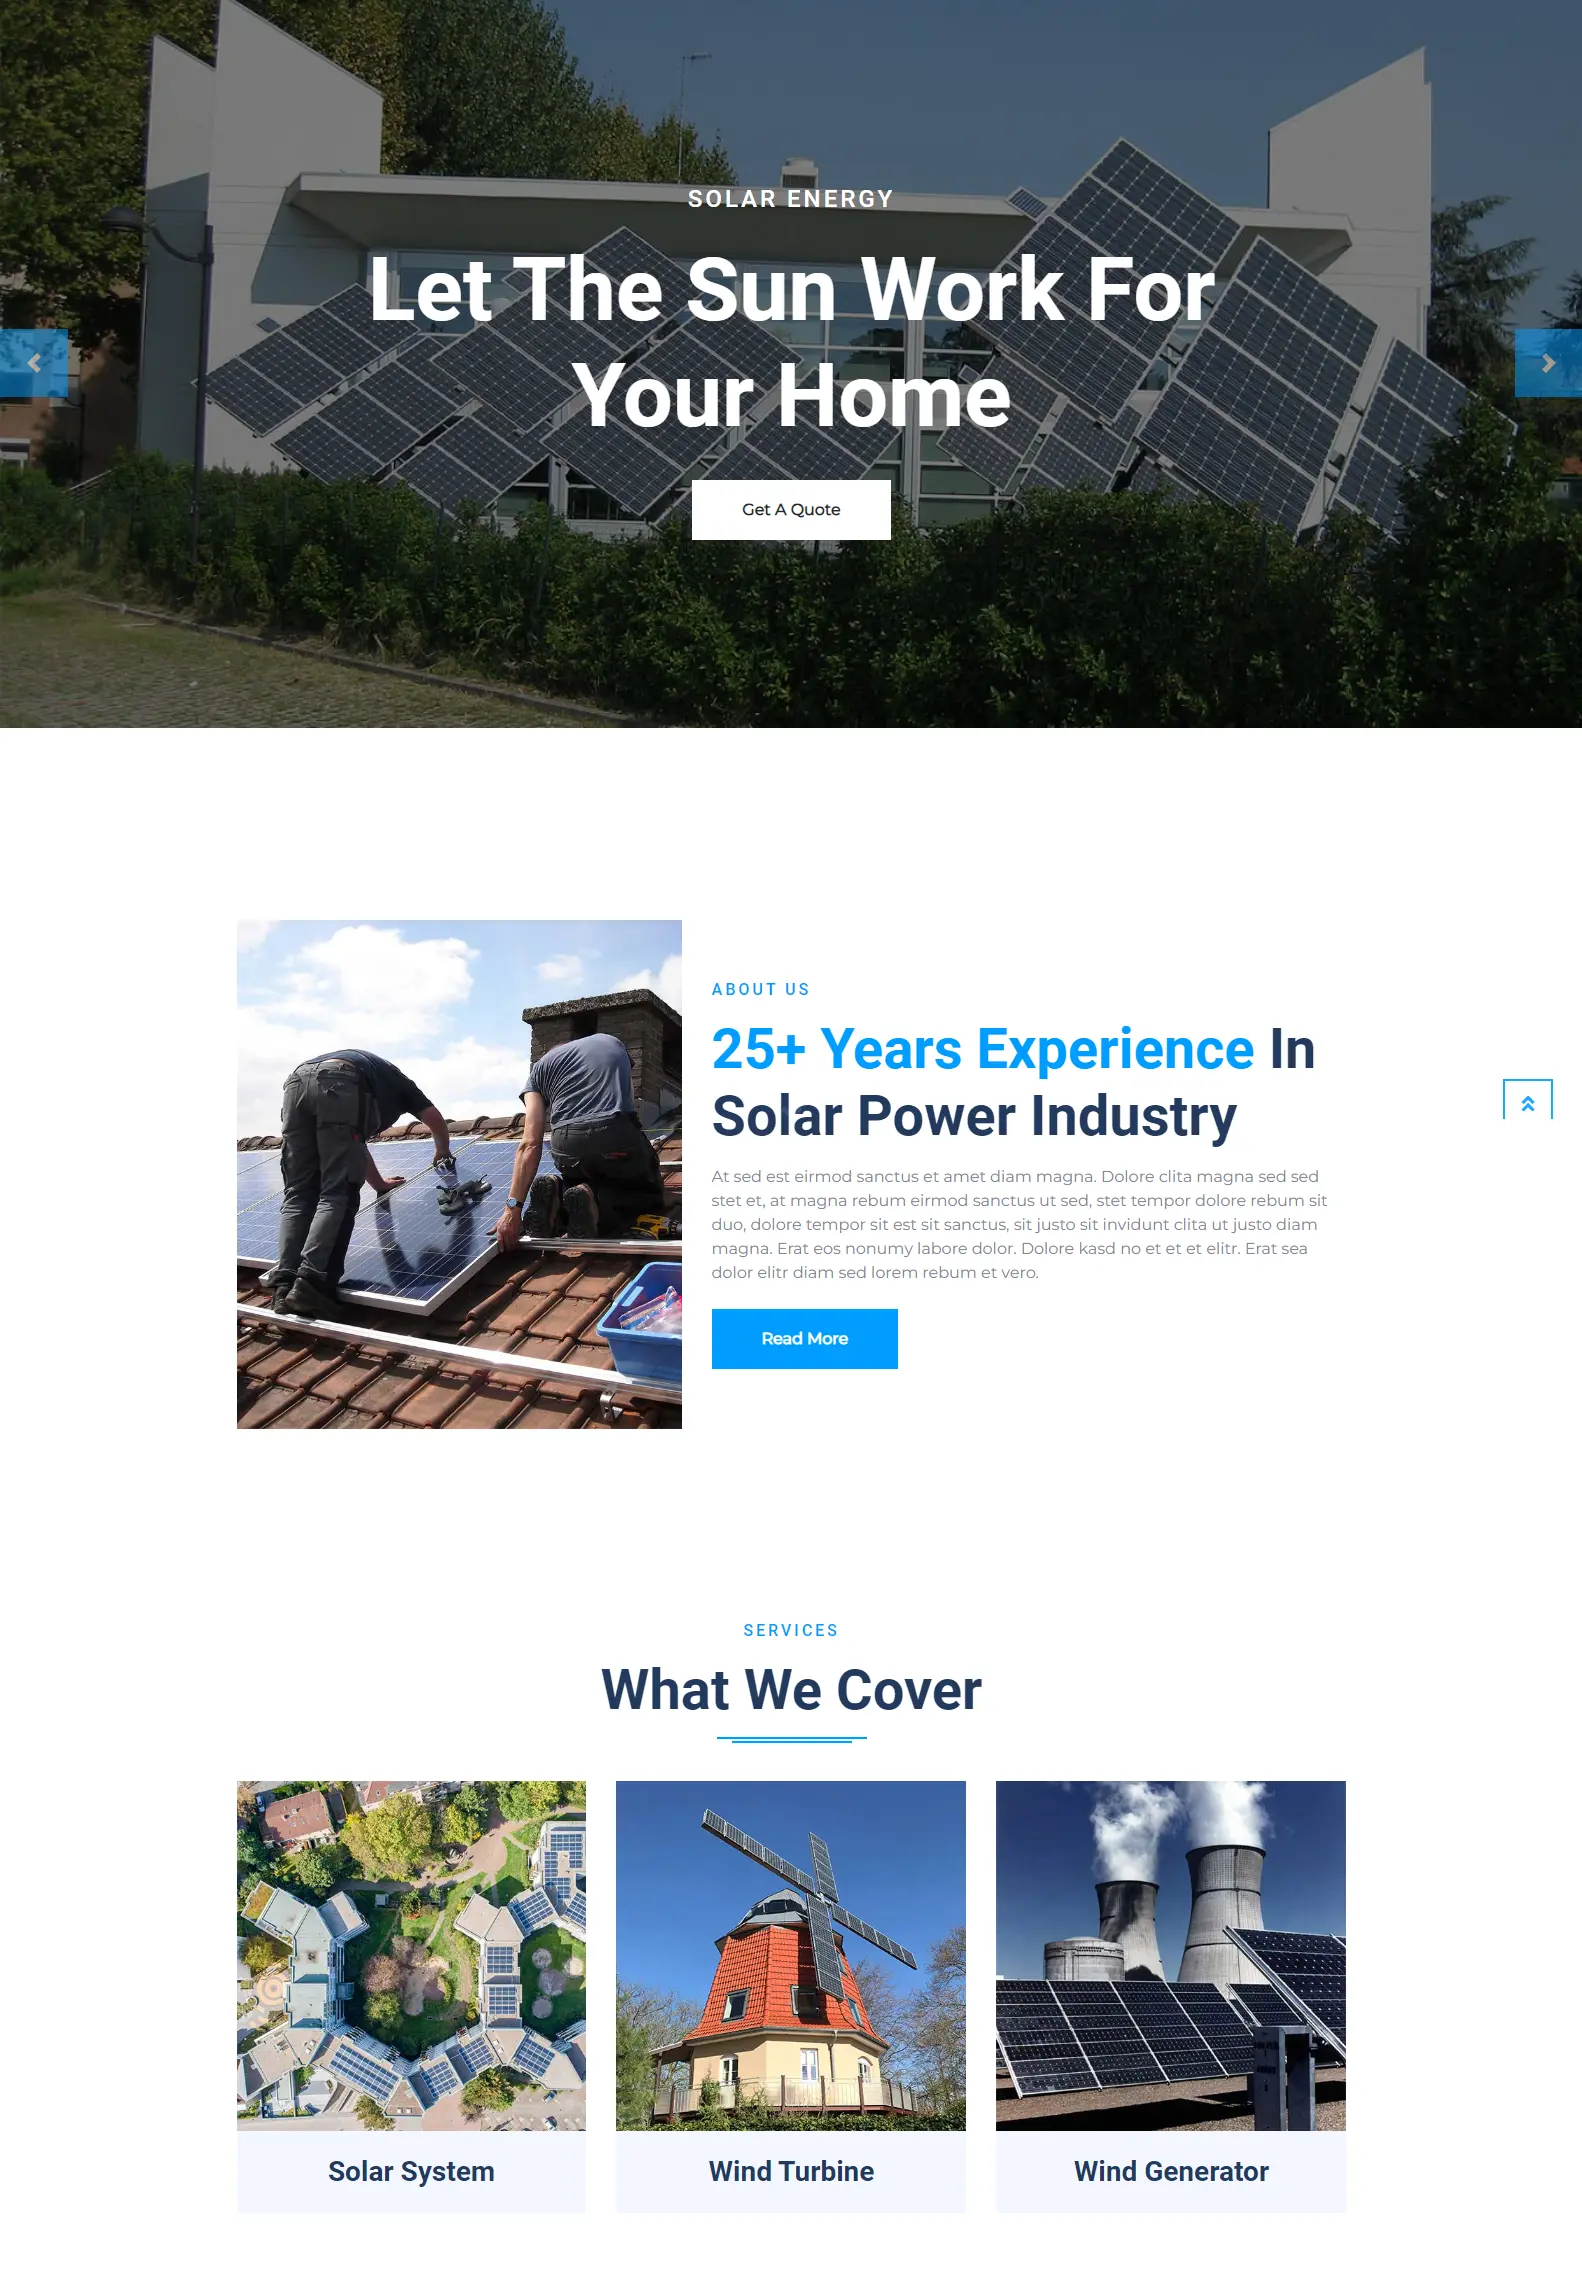 SOLAR ENERGY
Let The Sun Work For
Your Home
Get A Quote
ABOUT US
25+ Years Experience In
Solar Power Industry
At sed est eirmod sanctus et amet diam magna. Dolore clita magna sed sed
stet et, at magna rebum eirmod sanctus ut sed, stet tempor dolore rebum sit
duo, dolore tempor sit est sit sanctus, sit justo sit invidunt clita ut justo diam
magna. Erat eos nonumy labore dolor. Dolore kasd no et et et elitr. Erat sea
dolor elitr diam sed lorem rebum et vero.
Read More
SERVICES
What We Cover
Solar System
Wind Turbine
Wind Generator